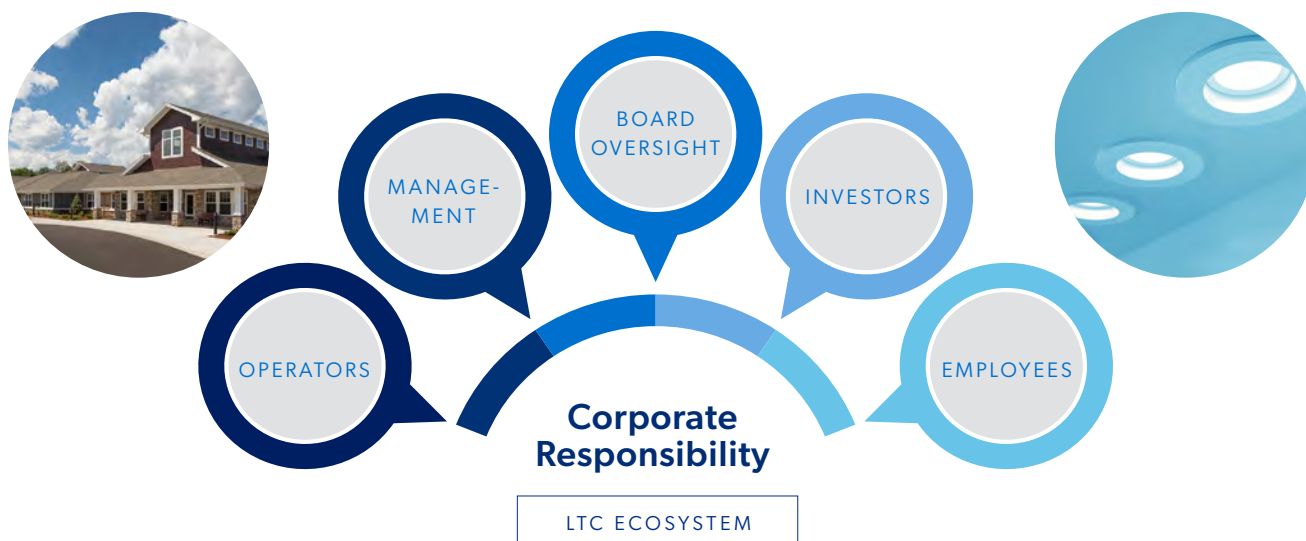 BOARD
OVERSIGHT
MANAGE-
MENT
INVESTORS
OPERATORS
EMPLOYEES
Corporate
Responsibility
LTC ECOSYSTEM